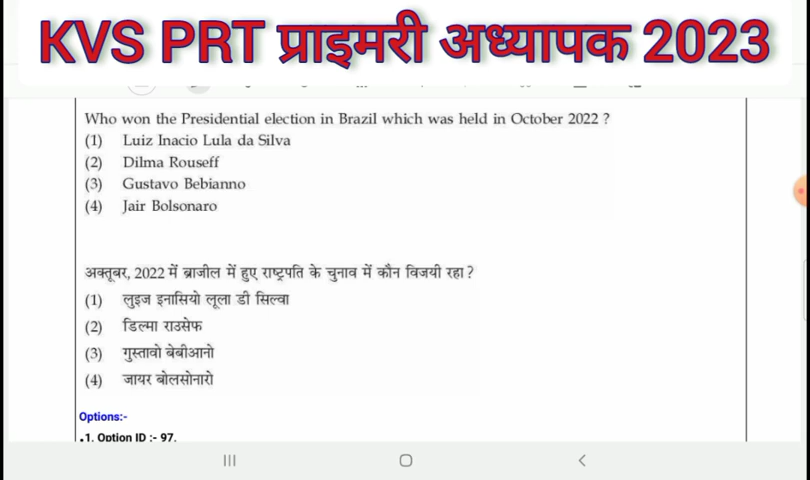 KVS PRT प्राइमरी अध्यापक 2023
Who won the Presidential election in Brazil which was held in October 2022 ?
(1) Luiz Inacio Lula da Silva
(2) Dilma Rouseff
(3) Gustavo Bebianno
(4) Jair Bolsonaro
अक्तूबर, 2022 में ब्राजील में हुए राष्ट्रपति के चुनाव में कौन विजयी रहा ?
(1) लुइज इनासियो लूला डी सिल्वा
(2) डिल्मा राउसेफ
(3) गुस्तावो बेबीआनो
(4) जायर बोलसोनारो
Options:-
.1. Option ID :- 97.